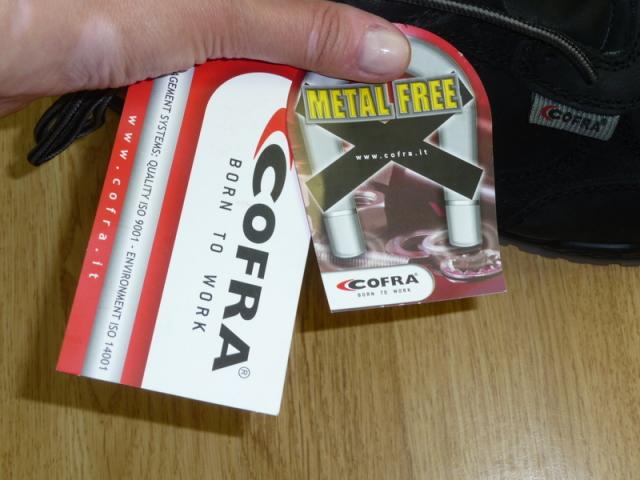 www.cofra.it
MANAGEMENT SYSTEMS: QUALITY ISO 9001 - ENVIRONMENT ISO 14001
COFRA®
BORN TO WORK
METAL FREE
www.cofra.it
COFRA®
BORN TO WORK
COFRA